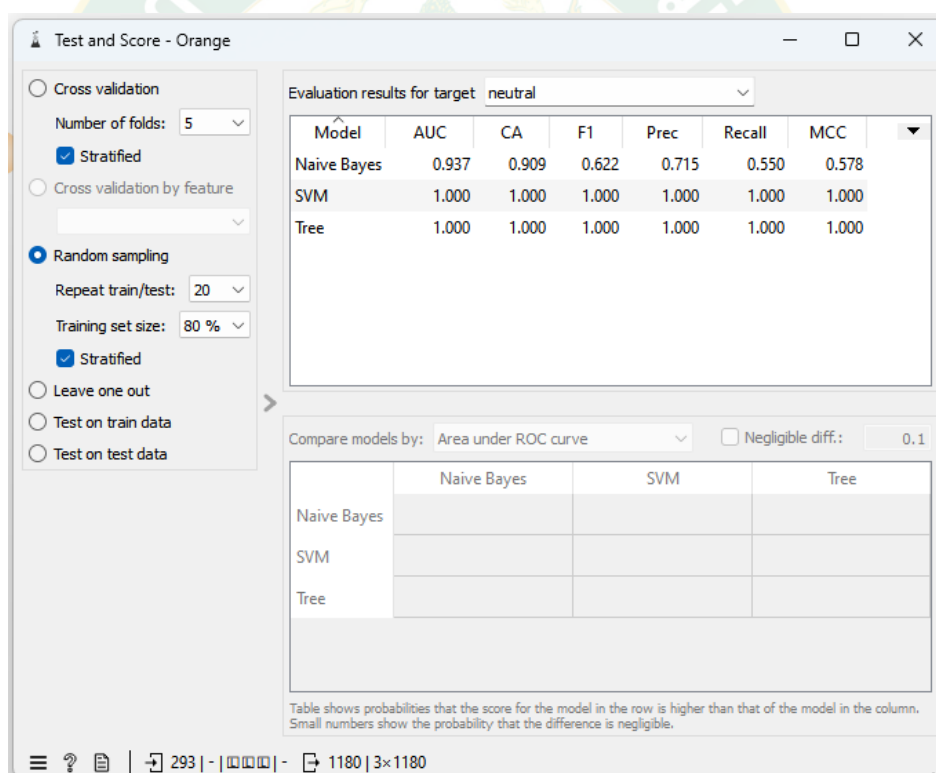 Test and Score - Orange
Cross validation
Number of folds: 5
Stratified
Cross validation by feature
Random sampling
Repeat train/test: 20
Training set size: 80 %
Stratified
Leave one out
Test on train data
Test on test data
Evaluation results for target neutral
Model AUC CA F1 Prec Recall MCC
Naive Bayes 0.937 0.909 0.622 0.715 0.550 0.578
SVM 1.000 1.000 1.000 1.000 1.000 1.000
Tree 1.000 1.000 1.000 1.000 1.000 1.000
Compare models by: Area under ROC curve Negligible diff.: 0.1
Naive Bayes SVM Tree
Naive Bayes
SVM
Tree
Table shows probabilities that the score for the model in the row is higher than that of the model in the column.
Small numbers show the probability that the difference is negligible.
293 | - | | - 1180 | 3×1180